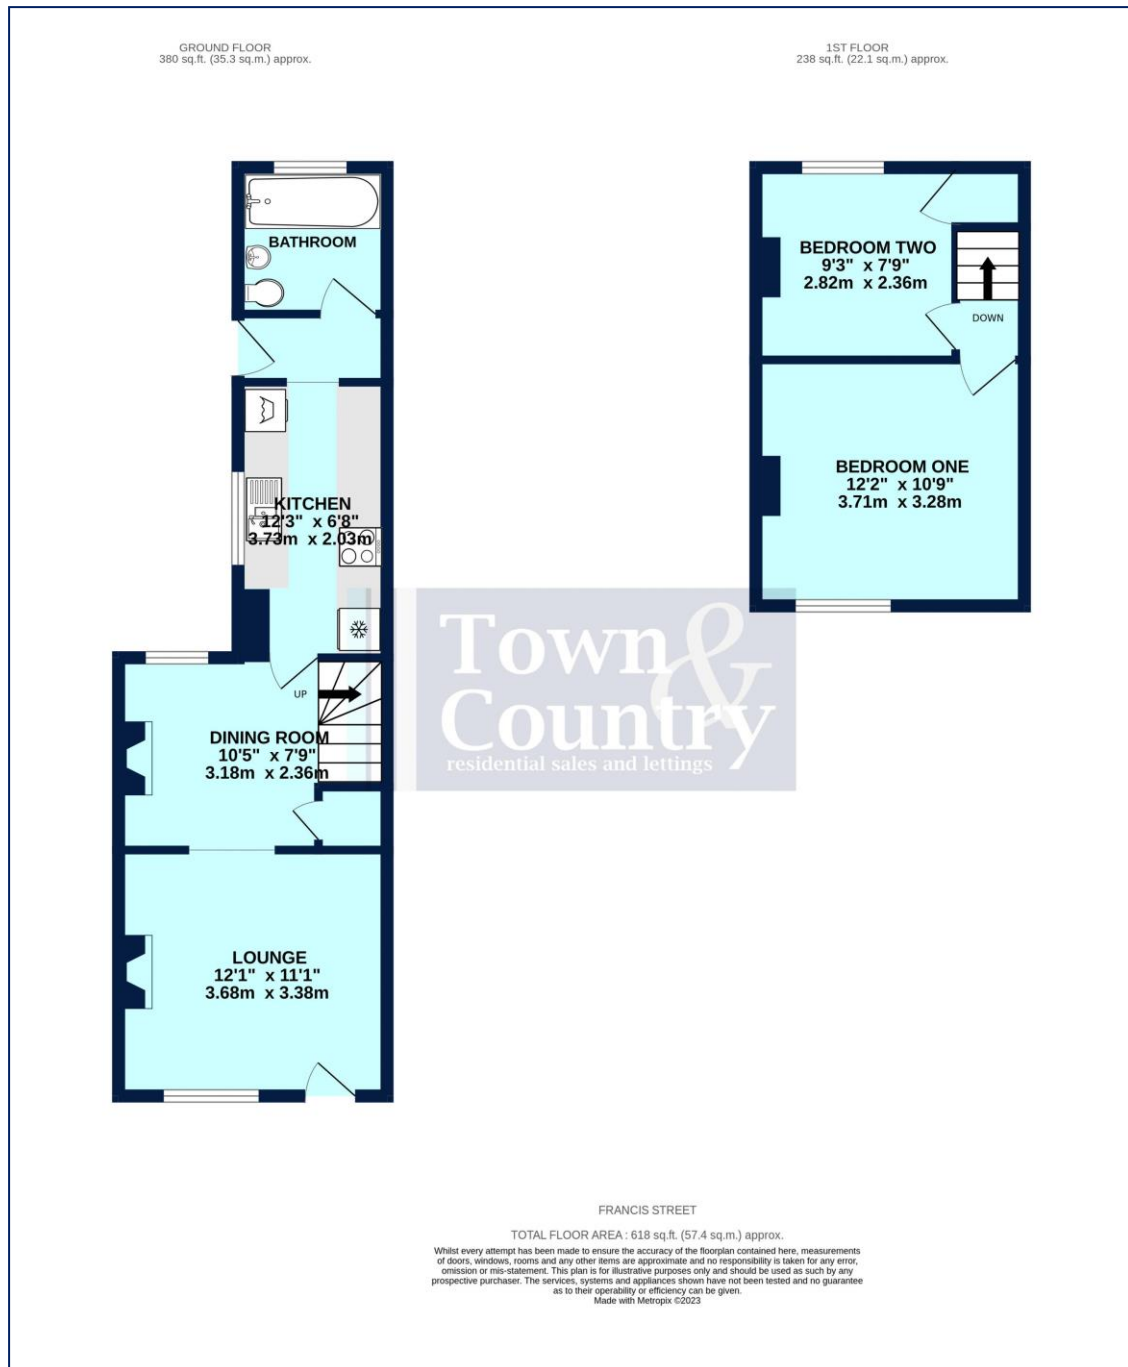 GROUND FLOOR
380 sq.ft. (35.3 sq.m.) approx.
1ST FLOOR
238 sq.ft. (22.1 sq.m.) approx.
BATHROOM
KITCHEN
12'3" x 6'8"
3.73m x 2.03m
UP
DINING ROOM
10'5" x 7'9"
3.18m x 2.36m
LOUNGE
12'1" x 11'1"
3.68m x 3.38m
BEDROOM TWO
9'3" x 7'9"
2.82m x 2.36m
DOWN
BEDROOM ONE
12'2" x 10'9"
3.71m x 3.28m
Town &
Country
residential sales and lettings
FRANCIS STREET
TOTAL FLOOR AREA : 618 sq.ft. (57.4 sq.m.) approx.
Whilst every attempt has been made to ensure the accuracy of the floorplan contained here, measurements
of doors, windows, rooms and any other items are approximate and no responsibility is taken for any error,
omission or mis-statement. This plan is for illustrative purposes only and should be used as such by any
prospective purchaser. The services, systems and appliances shown have not been tested and no guarantee
as to their operability or efficiency can be given.
Made with Metropix ©2023